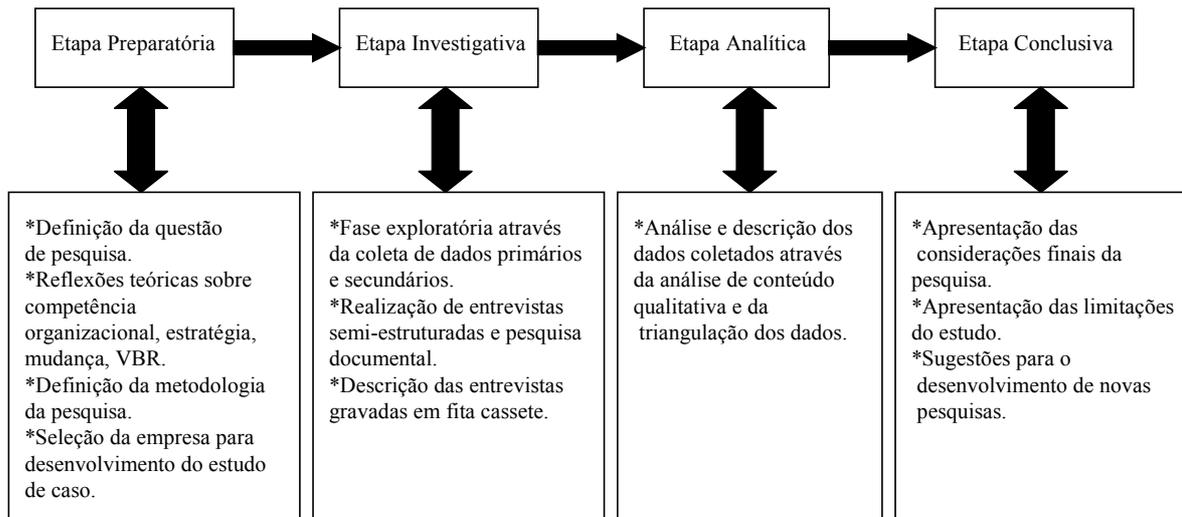 Etapa Preparatória
Etapa Investigativa
Etapa Analítica
Etapa Conclusiva
*Definição da questão
de pesquisa.
*Reflexões teóricas sobre
competência
organizacional, estratégia,
mudança, VBR.
*Definição da metodologia
da pesquisa.
*Seleção da empresa para
desenvolvimento do estudo
de caso.
*Fase exploratória através
da coleta de dados primários
e secundários.
*Realização de entrevistas
semi-estruturadas e pesquisa
documental.
*Descrição das entrevistas
gravadas em fita cassete.
*Análise e descrição dos
dados coletados através
da análise de conteúdo
qualitativa e da
triangulação dos dados.
*Apresentação das
considerações finais da
pesquisa.
*Apresentação das limitações
do estudo.
*Sugestões para o
desenvolvimento de novas
pesquisas.